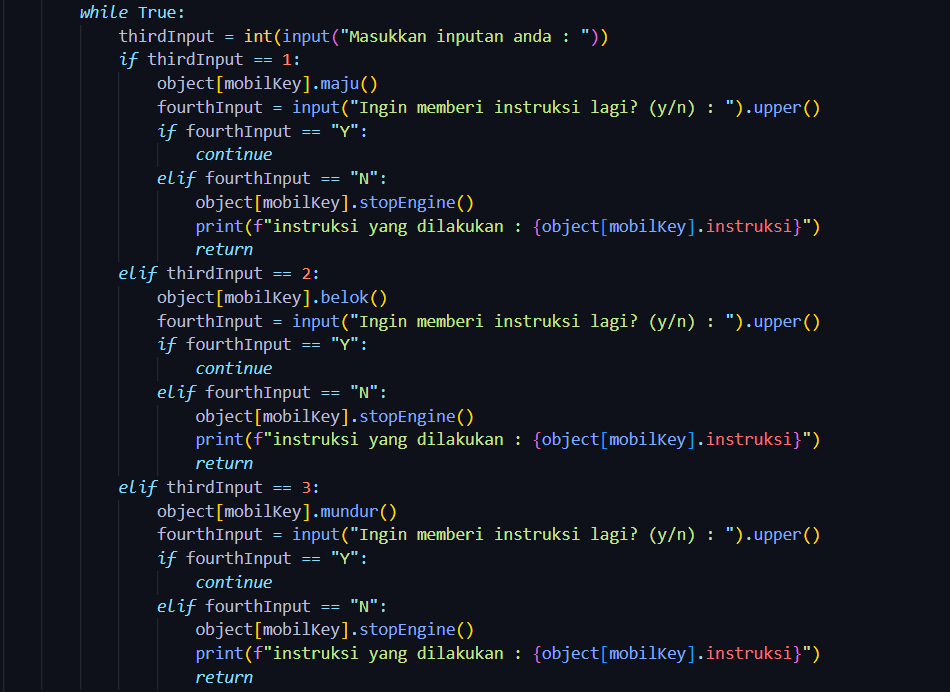 while True:
thirdInput = int(input("Masukkan inputan anda : "))
if thirdInput == 1:
object[mobilKey].maju()
fourthInput = input("Ingin memberi instruksi lagi? (y/n) : ").upper()
if fourthInput == "Y":
continue
elif fourthInput == "N":
object[mobilKey].stopEngine()
print(f"instruksi yang dilakukan : {object[mobilKey].instruksi}")
return
elif thirdInput == 2:
object[mobilKey].belok()
fourthInput = input("Ingin memberi instruksi lagi? (y/n) : ").upper()
if fourthInput == "Y":
continue
elif fourthInput == "N":
object[mobilKey].stopEngine()
print(f"instruksi yang dilakukan : {object[mobilKey].instruksi}")
return
elif thirdInput == 3:
object[mobilKey].mundur()
fourthInput = input("Ingin memberi instruksi lagi? (y/n) : ").upper()
if fourthInput == "Y":
continue
elif fourthInput == "N":
object[mobilKey].stopEngine()
print(f"instruksi yang dilakukan : {object[mobilKey].instruksi}")
return